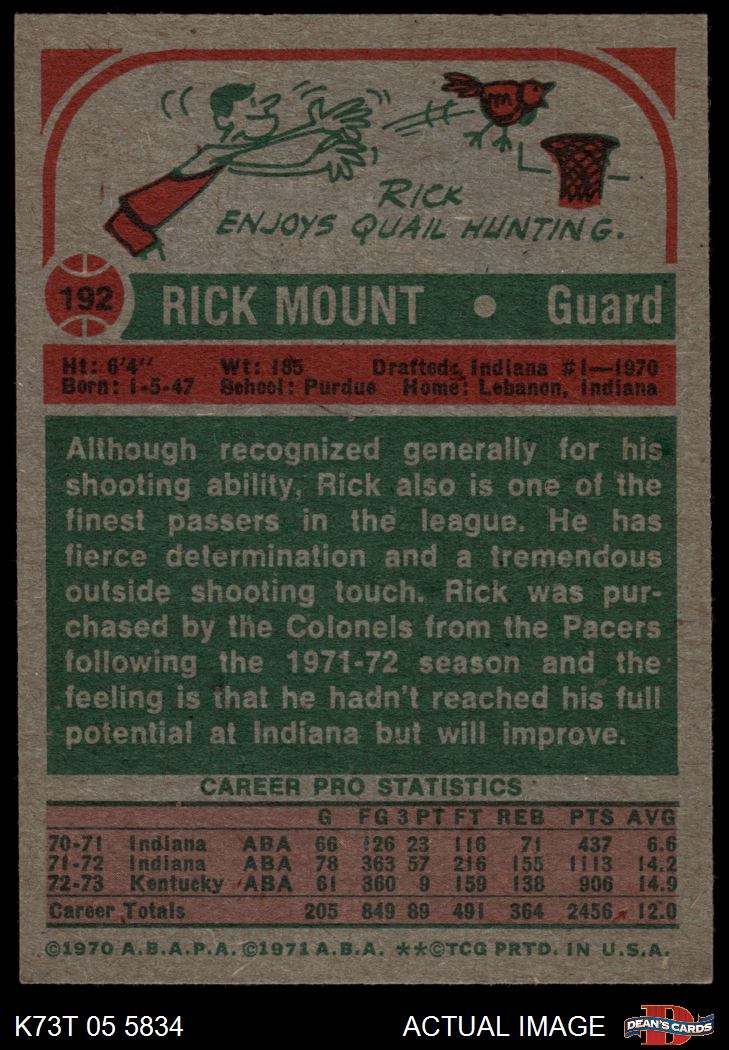 RICK
ENJOYS QUAIL HUNTING.
192 RICK MOUNT • Guard
Ht: 6'4" Wt: 185 Drafted: Indiana #1—1970
Born: 1-5-47 School: Purdue Home: Lebanon, Indiana
Although recognized generally for his
shooting ability, Rick also is one of the
finest passers in the league. He has
fierce determination and a tremendous
outside shooting touch. Rick was pur-
chased by the Colonels from the Pacers
following the 1971-72 season and the
feeling is that he hadn't reached his full
potential at Indiana but will improve.
CAREER PRO STATISTICS
G FG 3 PT FT REB PTS AVG
70-71 Indiana ABA 66 126 23 116 71 437 6.6
71-72 Indiana ABA 78 363 57 216 155 1113 14.2
72-73 Kentucky ABA 61 360 9 159 138 906 14.9
Career Totals 205 849 89 491 364 2456 12.0
©1970 A.B.A.P.A. ©1971 A.B.A. **©TCG PRTD. IN U.S.A.
K73T 05 5834 ACTUAL IMAGE DEAN'S CARDS